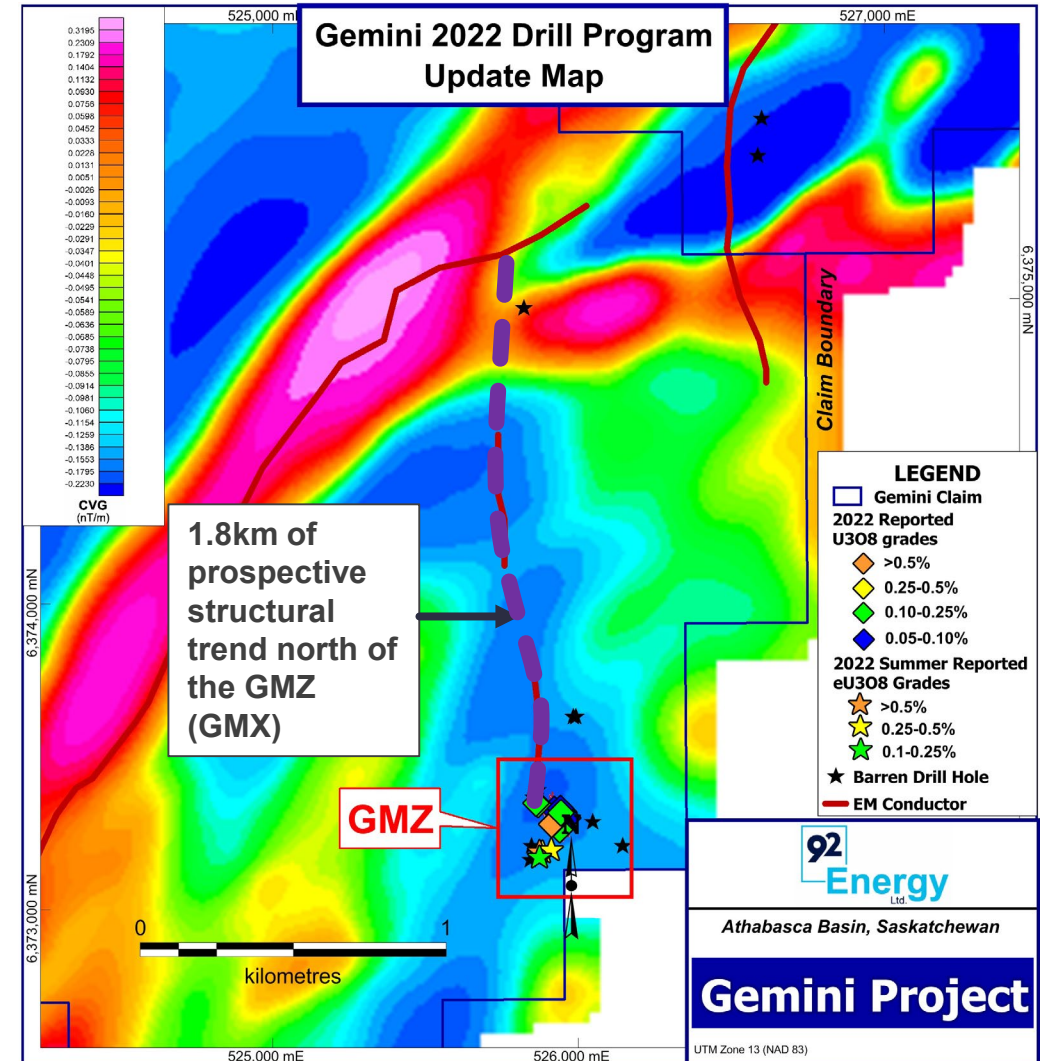 525,000 mE
527,000 mE
Gemini 2022 Drill Program
Update Map
0.3195
0.2309
0.1792
0.1404
0.1132
0.0930
0.0756
0.0598
0.0452
0.0333
0.0226
0.0131
0.0051
-0.0026
-0.0093
-0.0160
-0.0229
-0.0291
-0.0347
-0.0401
-0.0448
-0.0495
-0.0541
-0.0589
-0.0636
-0.0685
-0.0738
-0.0795
-0.0855
-0.0914
-0.0981
-0.1060
-0.1154
-0.1259
-0.1386
-0.1553
-0.1795
-0.2230
CVG
(nT/m)
6,375,000 mN
Claim Boundary
1.8km of
prospective
structural
trend north of
the GMZ
(GMX)
6,374,000 mN
LEGEND
Gemini Claim
2022 Reported
U3O8 grades
>0.5%
0.25-0.5%
0.10-0.25%
0.05-0.10%
2022 Summer Reported
eU3O8 Grades
>0.5%
0.25-0.5%
0.1-0.25%
Barren Drill Hole
EM Conductor
GMZ
N
6,373,000 mN
0
1
kilometres
92
Energy
Ltd.
Athabasca Basin, Saskatchewan
Gemini Project
UTM Zone 13 (NAD 83)
525,000 mE
526,000 mE